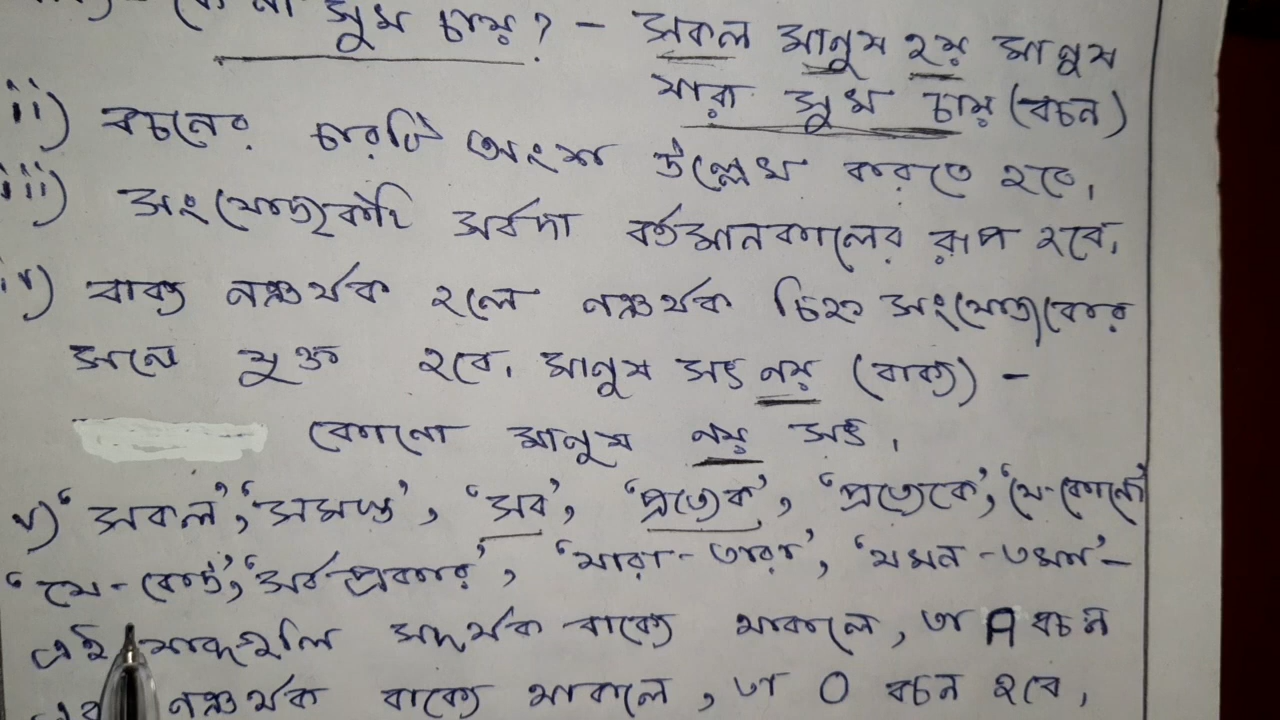 না সুখ চায়? - সকল মানুষ হয় মানুষ
যারা সুখ চায় (বচন)
ii) বচনের চারটি অংশ উল্লেখ করতে হবে।
iii) সংযোজকটি সর্বদা বর্তমানকালের রূপ হবে।
iv) বাক্য নঞর্থক হলে নঞর্থক চিহ্ন সংযোজকের
সঙ্গে যুক্ত হবে। মানুষ সৎ নয় (বাক্য) -
কোনো মানুষ নয় সৎ।
v) 'সকল', 'সমস্ত', 'সব', 'প্রত্যেক', 'প্রত্যেকে', 'যে-কোনো'
'যে-কেউ', 'সর্বপ্রকার', 'যারা-তারা', 'যখন-তখন' -
এই শব্দগুলি সদর্থক বাক্যে থাকলে, তা A বচন
নঞর্থক বাক্যে থাকলে, তা O বচন হবে।